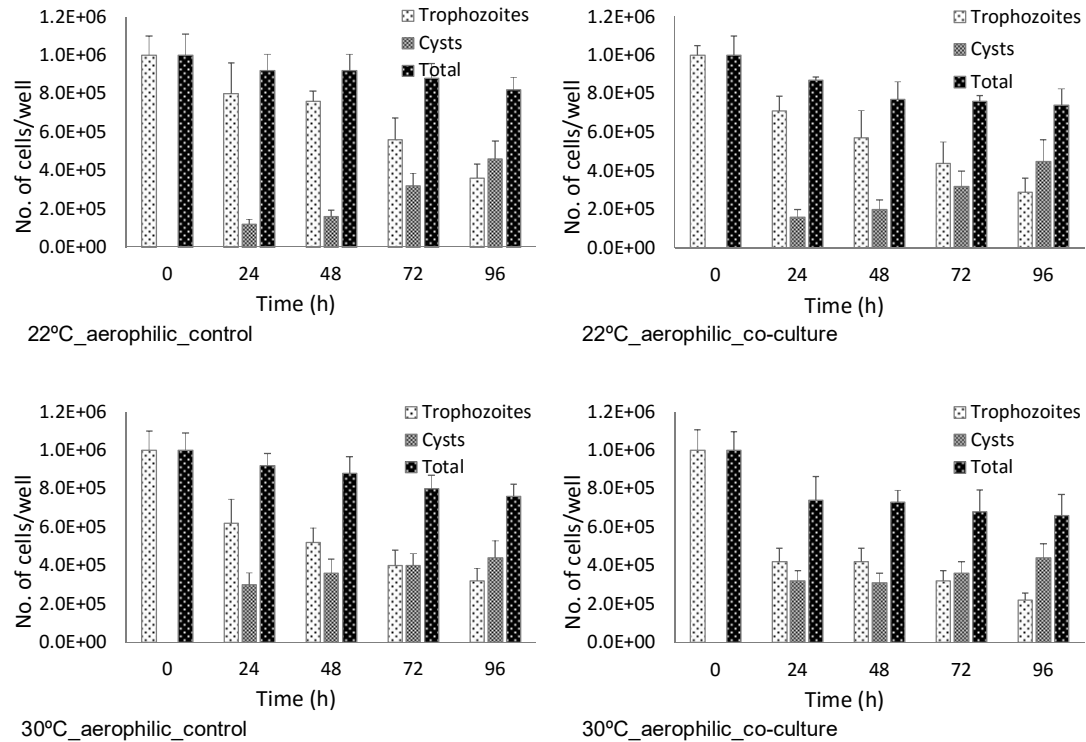 1.2E+06
1.0E+06
8.0E+05
6.0E+05
4.0E+05
2.0E+05
0.0E+00
No. of cells/well
Trophozoites
Cysts
Total
0 24 48 72 96
Time (h)
22ºC_aerophilic_control
1.2E+06
1.0E+06
8.0E+05
6.0E+05
4.0E+05
2.0E+05
0.0E+00
No. of cells/well
Trophozoites
Cysts
Total
0 24 48 72 96
Time (h)
22ºC_aerophilic_co-culture
1.2E+06
1.0E+06
8.0E+05
6.0E+05
4.0E+05
2.0E+05
0.0E+00
No. of cells/well
Trophozoites
Cysts
Total
0 24 48 72 96
Time (h)
30ºC_aerophilic_control
1.2E+06
1.0E+06
8.0E+05
6.0E+05
4.0E+05
2.0E+05
0.0E+00
No. of cells/well
Trophozoites
Cysts
Total
0 24 48 72 96
Time (h)
30ºC_aerophilic_co-culture